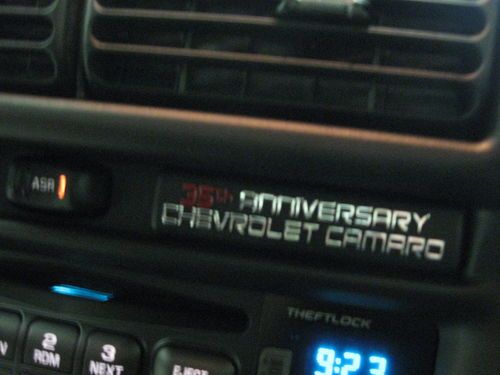 ASR
35th ANNIVERSARY
CHEVROLET CAMARO
THEFTLOCK
9:23
2 3
RDM NEXT EJECT